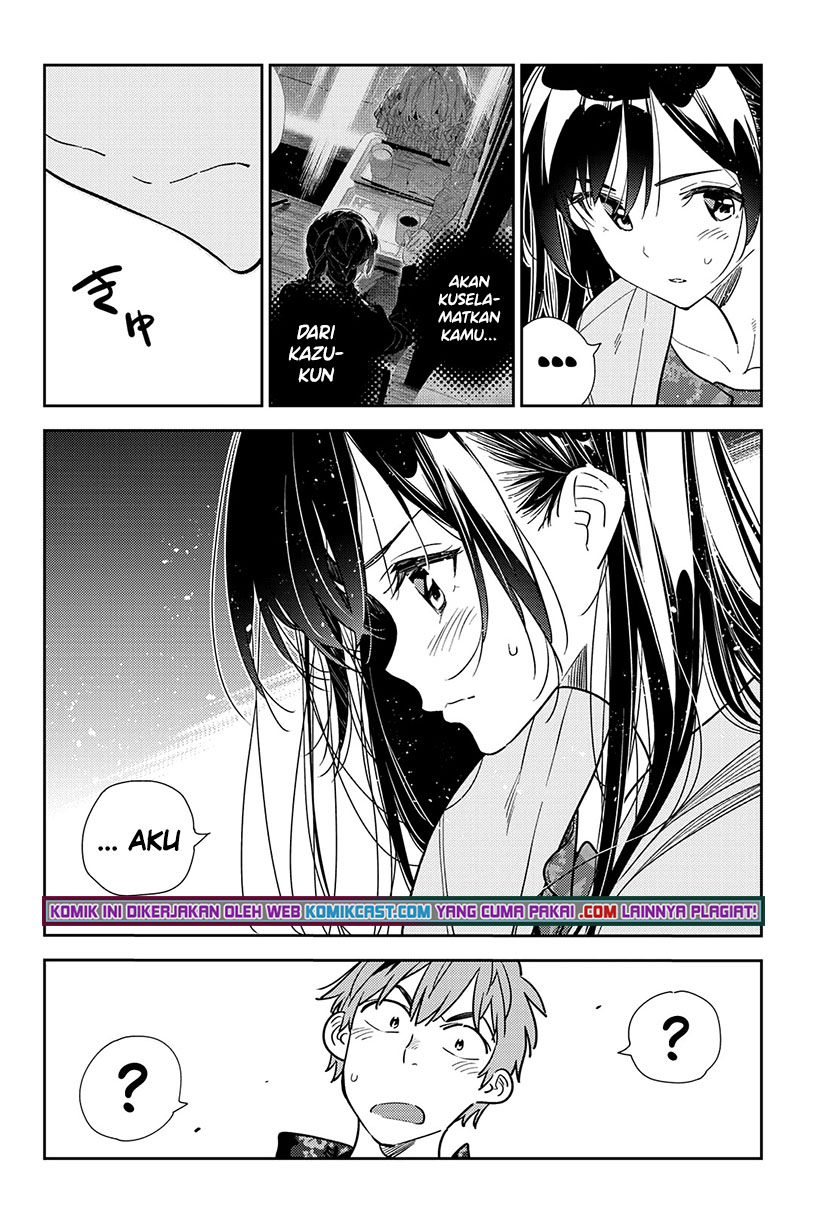 ...
AKAN
KUSELA-
MATKAN
KAMU...
DARI
KAZU-
KUN
きゅ
... AKU
KOMIK INI DIKERJAKAN OLEH WEB KOMIKCAST.COM YANG CUMA PAKAI .COM LAINNYA PLAGIAT!
?
?